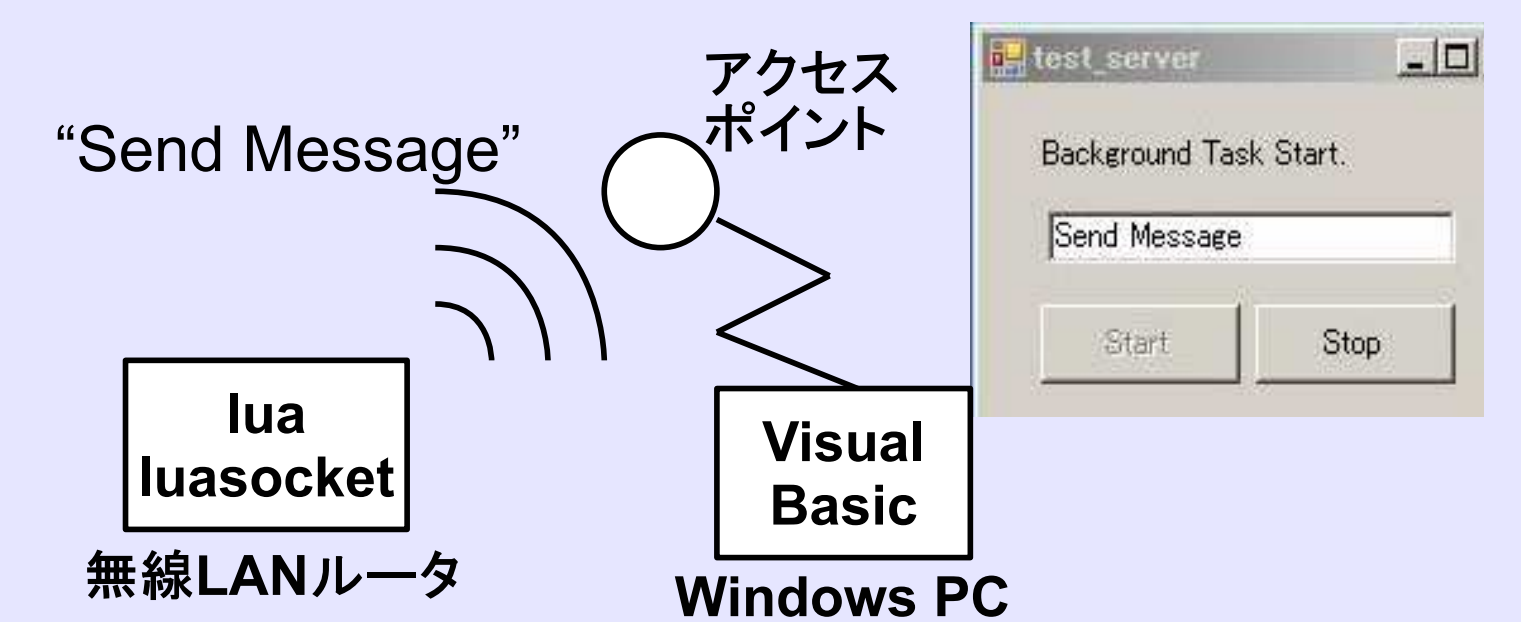 アクセス
ポイント
“Send Message”
test_server
Background Task Start.
Send Message
Start
Stop
lua
luasocket
無線LANルータ
Visual
Basic
Windows PC